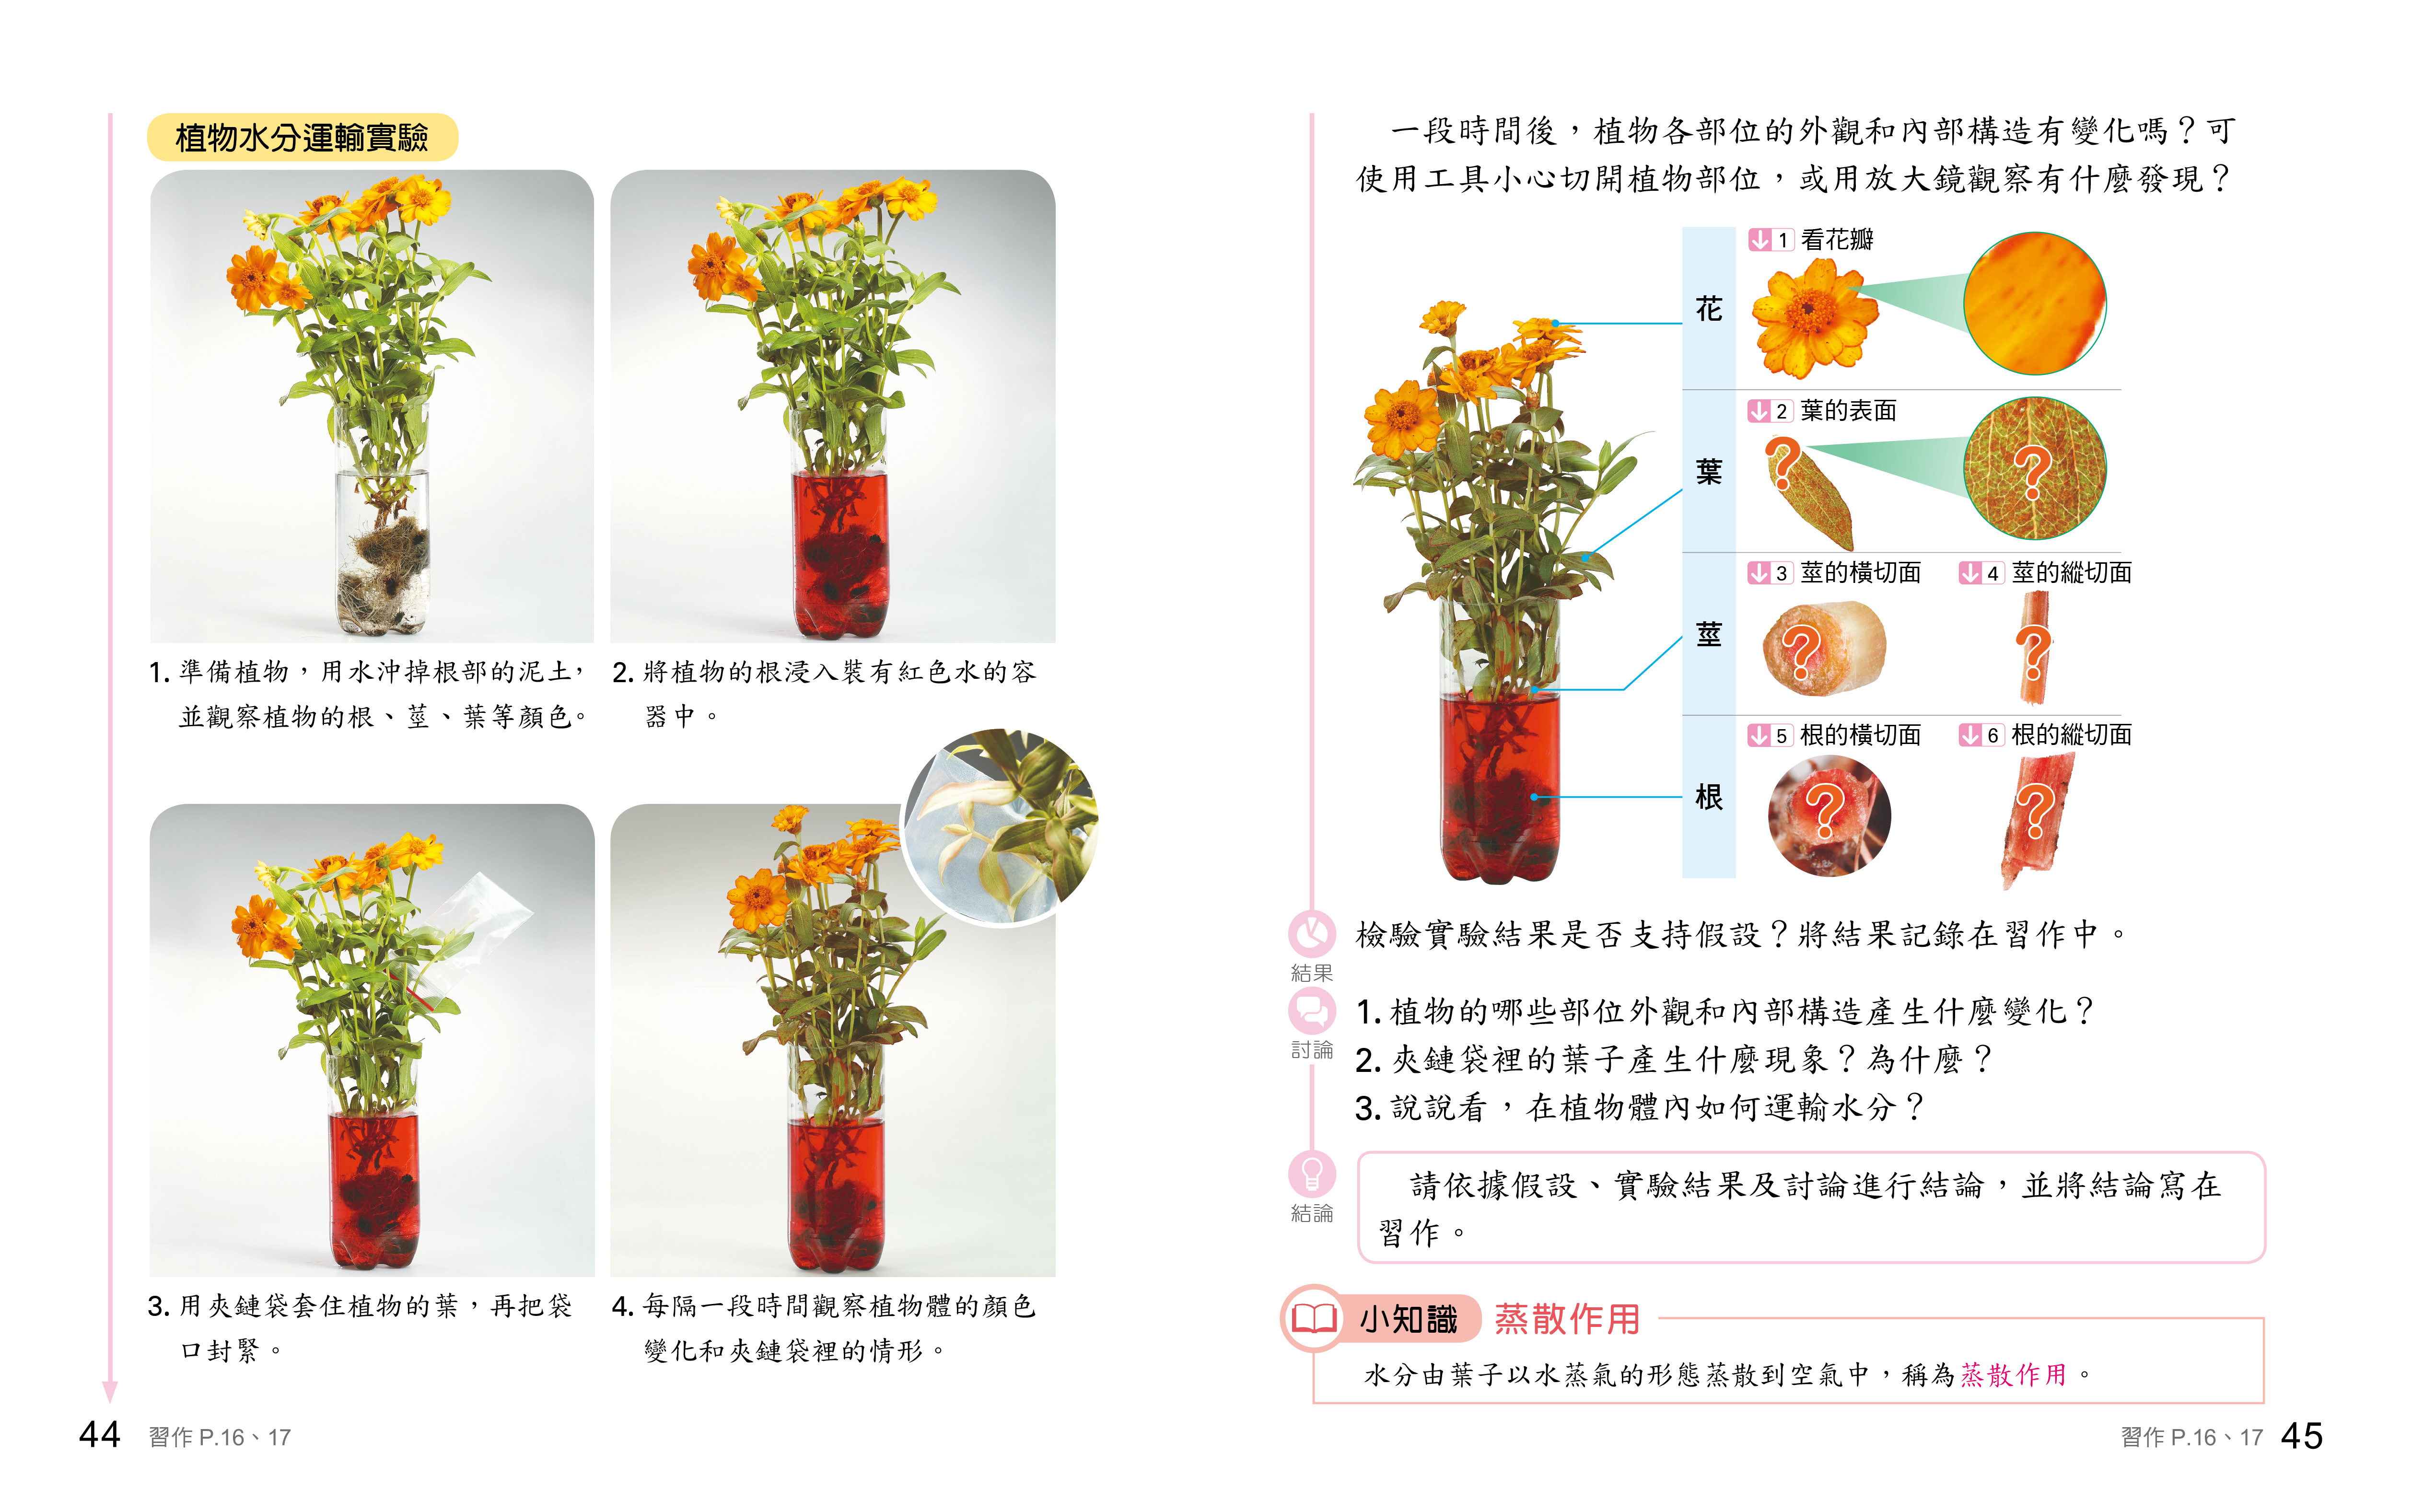 植物水分運輸實驗
1. 準備植物，用水沖掉根部的泥土，
並觀察植物的根、莖、葉等顏色。
2. 將植物的根浸入裝有紅色水的容
器中。
3. 用夾鏈袋套住植物的葉，再把袋
口封緊。
4. 每隔一段時間觀察植物體的顏色
變化和夾鏈袋裡的情形。
44 習作 P.16、17
一段時間後，植物各部位的外觀和內部構造有變化嗎？可
使用工具小心切開植物部位，或用放大鏡觀察有什麼發現？
花
↓1 看花瓣
葉
↓2 葉的表面
?
?
莖
↓3 莖的橫切面
?
↓4 莖的縱切面
?
根
↓5 根的橫切面
?
↓6 根的縱切面
?
結果
檢驗實驗結果是否支持假設？將結果記錄在習作中。
討論
1. 植物的哪些部位外觀和內部構造產生什麼變化？
2. 夾鏈袋裡的葉子產生什麼現象？為什麼？
3. 說說看，在植物體內如何運輸水分？
結論
請依據假設、實驗結果及討論進行結論，並將結論寫在
習作。
小知識 蒸散作用
水分由葉子以水蒸氣的形態蒸散到空氣中，稱為蒸散作用。
習作 P.16、17 45